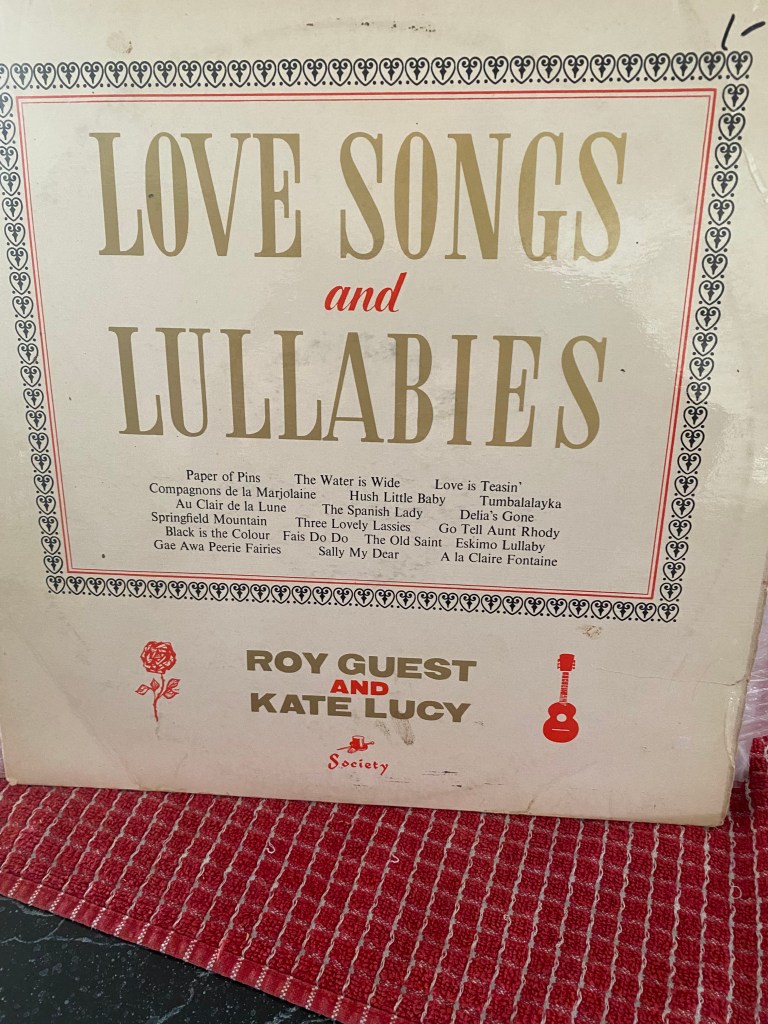 1-
LOVE SONGS
and
LULLABIES
Paper of Pins The Water is Wide Love is Teasin'
Compagnons de la Marjolaine Hush Little Baby Tumbalalayka
Au Clair de la Lune The Spanish Lady Delia's Gone
Springfield Mountain Three Lovely Lassies Go Tell Aunt Rhody
Black is the Colour Fais Do Do The Old Saint Eskimo Lullaby
Gae Awa Peerie Fairies Sally My Dear A la Claire Fontaine
ROY GUEST
AND
KATE LUCY
Society